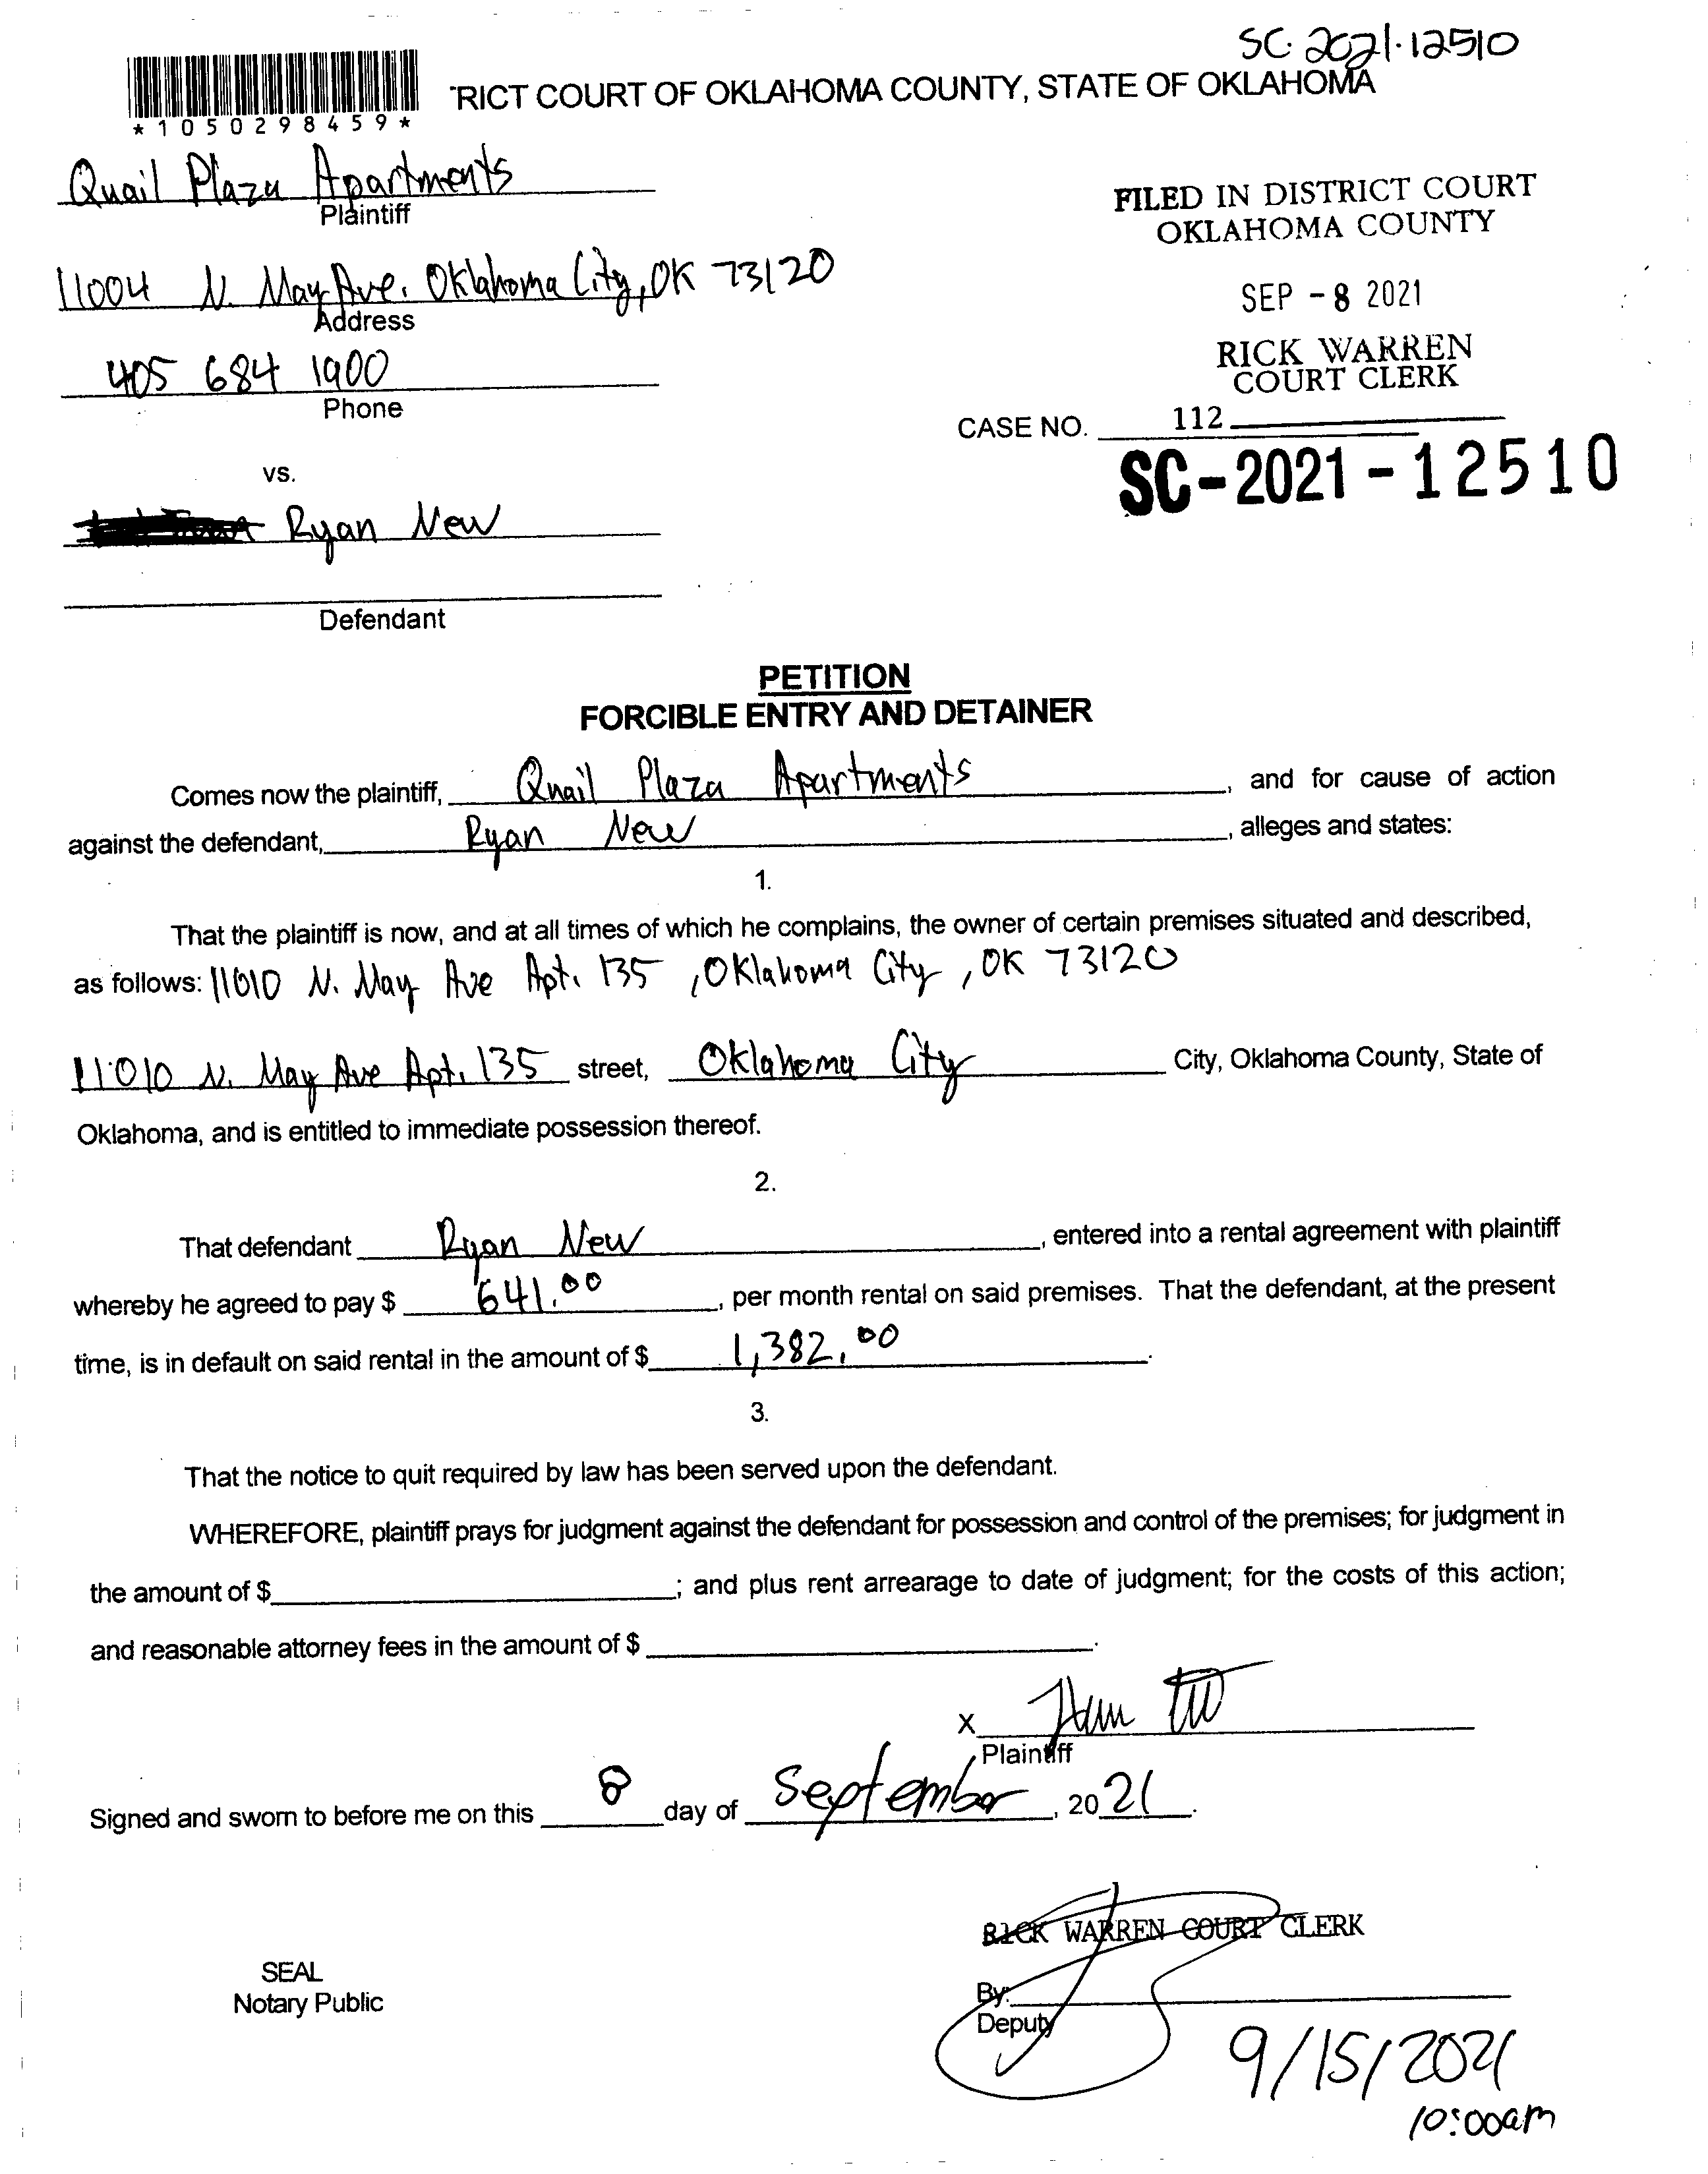 SC 2021-12510
*1050298459*
RICT COURT OF OKLAHOMA COUNTY, STATE OF OKLAHOMA
Quail Plaza Apartments
Plaintiff
FILED IN DISTRICT COURT
OKLAHOMA COUNTY
11004 N. May Ave. Oklahoma City, OK 73120
Address
SEP -8 2021
405 684 1900
Phone
RICK WARREN
COURT CLERK
CASE NO. 112
SC-2021-12510
vs.
Ryan New
Defendant
PETITION
FORCIBLE ENTRY AND DETAINER
Comes now the plaintiff, Quail Plaza Apartments, and for cause of action
against the defendant, Ryan New, alleges and states:
1.
That the plaintiff is now, and at all times of which he complains, the owner of certain premises situated and described,
as follows: 11010 N. May Ave Apt. 135, Oklahoma City, OK 73120
11010 N. May Ave Apt. 135 street, Oklahoma City City, Oklahoma County, State of
Oklahoma, and is entitled to immediate possession thereof.
2.
That defendant Ryan New, entered into a rental agreement with plaintiff
whereby he agreed to pay $ 641.00, per month rental on said premises. That the defendant, at the present
time, is in default on said rental in the amount of $ 1,382.00.
3.
That the notice to quit required by law has been served upon the defendant.
WHEREFORE, plaintiff prays for judgment against the defendant for possession and control of the premises; for judgment in
the amount of $; and plus rent arrearage to date of judgment; for the costs of this action;
and reasonable attorney fees in the amount of $.
X
Plaintiff
Signed and sworn to before me on this 8 day of September, 2021.
RICK WARREN COURT CLERK
SEAL
Notary Public
By:
Deputy
9/15/2021
10:00am